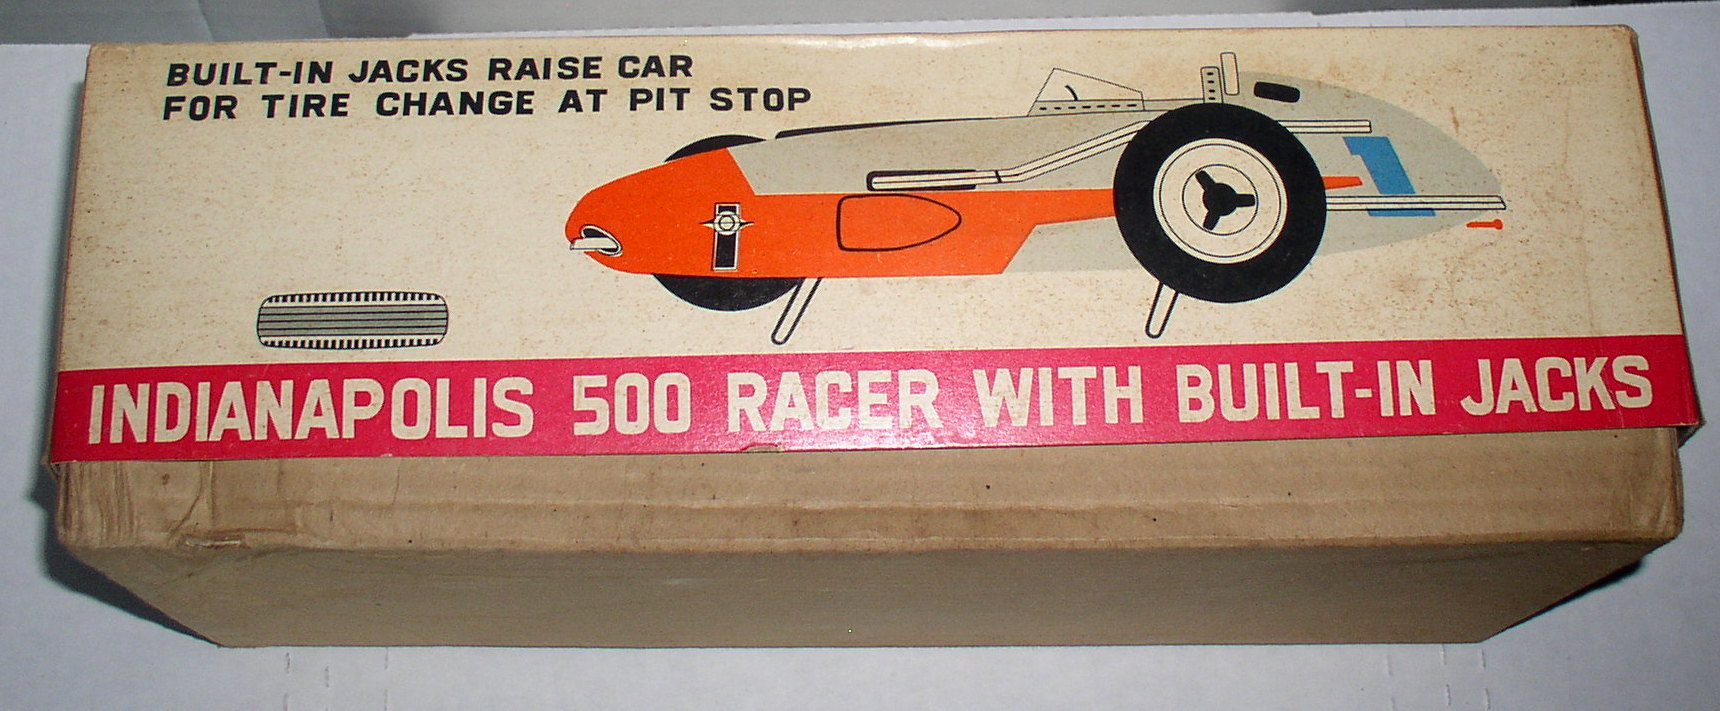 BUILT-IN JACKS RAISE CAR
FOR TIRE CHANGE AT PIT STOP
1
INDIANAPOLIS 500 RACER WITH BUILT-IN JACKS